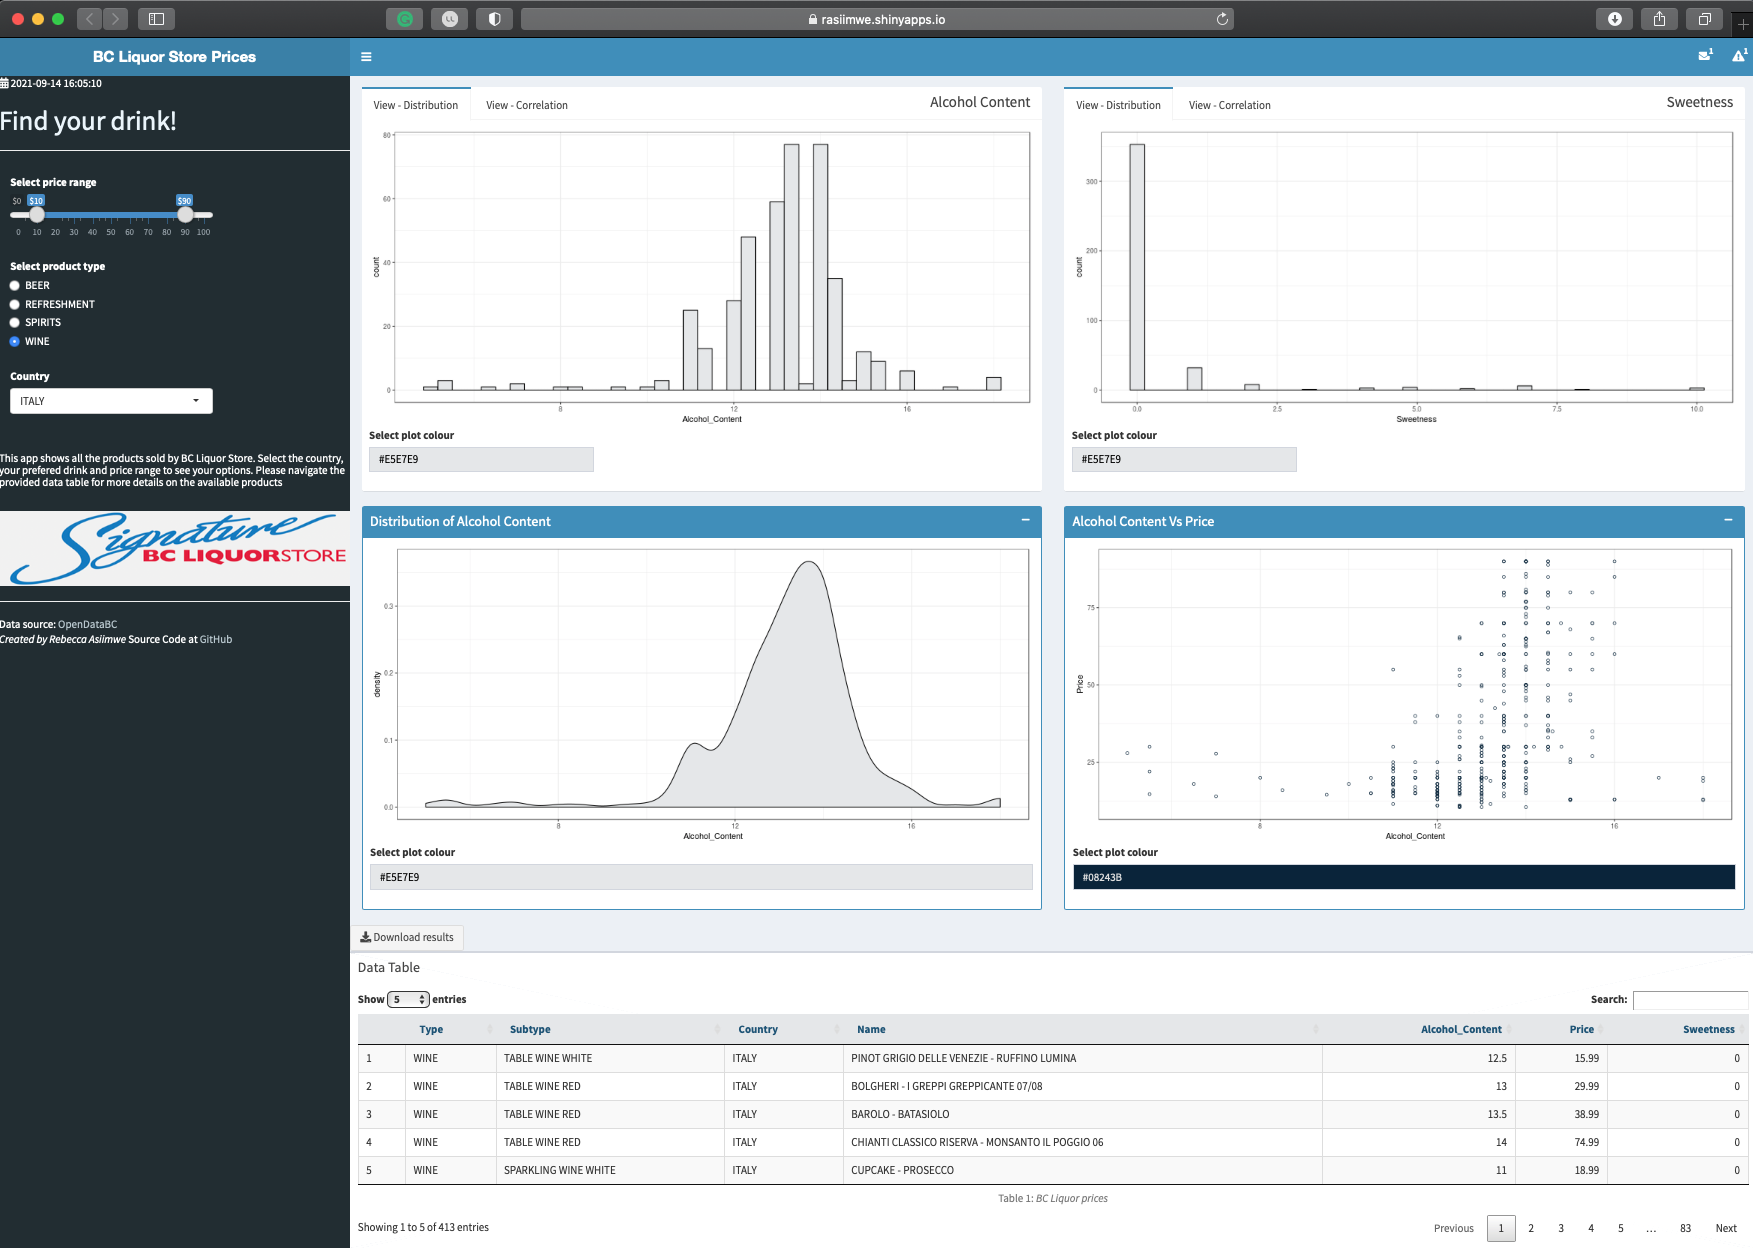 rasiimwe.shinyapps.io
BC Liquor Store Prices
1
1
2021-09-14 16:05:10
Find your drink!
Select price range
$0 $10 $90
0 10 20 30 40 50 60 70 80 90 100
Select product type
BEER
REFRESHMENT
SPIRITS
WINE
Country
ITALY
This app shows all the products sold by BC Liquor Store. Select the country,
your prefered drink and price range to see your options. Please navigate the
provided data table for more details on the available products
Signature
BC LIQUORSTORE
Data source: OpenDataBC
Created by Rebecca Asiimwe Source Code at GitHub
View - Distribution View - Correlation Alcohol Content
80
60
40
20
0
count
8 12 16
Alcohol_Content
Select plot colour
#E5E7E9
View - Distribution View - Correlation Sweetness
300
200
100
0
count
0.0 2.5 5.0 7.5 10.0
Sweetness
Select plot colour
#E5E7E9
Distribution of Alcohol Content
0.3
0.2
0.1
0.0
density
8 12 16
Alcohol_Content
Select plot colour
#E5E7E9
Alcohol Content Vs Price
75
50
25
Price
8 12 16
Alcohol_Content
Select plot colour
#08243B
Download results
Data Table
Show 5 entries Search:
Type Subtype Country Name Alcohol_Content Price Sweetness
1 WINE TABLE WINE WHITE ITALY PINOT GRIGIO DELLE VENEZIE - RUFFINO LUMINA 12.5 15.99 0
2 WINE TABLE WINE RED ITALY BOLGHERI - I GREPPI GREPPICANTE 07/08 13 29.99 0
3 WINE TABLE WINE RED ITALY BAROLO - BATASIOLO 13.5 38.99 0
4 WINE TABLE WINE RED ITALY CHIANTI CLASSICO RISERVA - MONSANTO IL POGGIO 06 14 74.99 0
5 WINE SPARKLING WINE WHITE ITALY CUPCAKE - PROSECCO 11 18.99 0
Table 1: BC Liquor prices
Showing 1 to 5 of 413 entries Previous 1 2 3 4 5 ... 83 Next